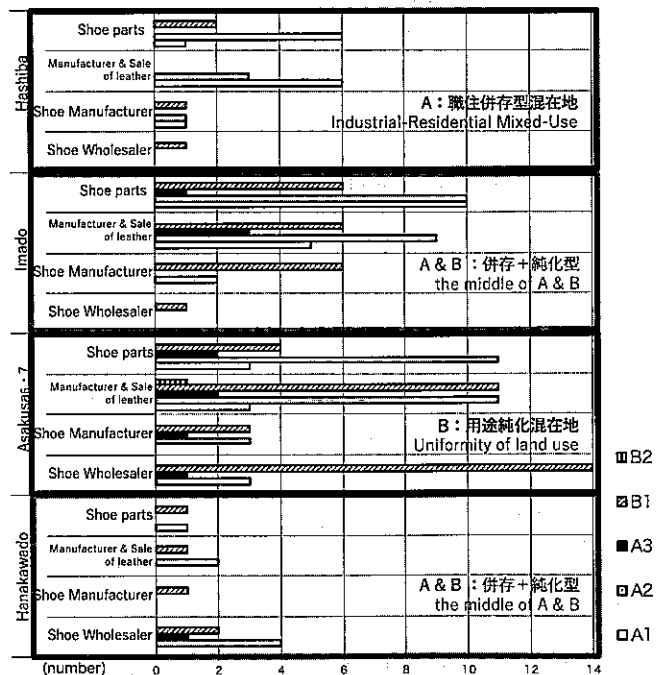 Hashiba
Shoe parts
Manufacturer & Sale
of leather
Shoe Manufacturer
Shoe Wholesaler
A：職住併存型混在地
Industrial-Residential Mixed-Use
Imado
Shoe parts
Manufacturer & Sale
of leather
Shoe Manufacturer
Shoe Wholesaler
A & B：併存＋純化型
the middle of A & B
Asakusa6・7
Shoe parts
Manufacturer & Sale
of leather
Shoe Manufacturer
Shoe Wholesaler
B：用途純化混在地
Uniformity of land use
Hanakawado
Shoe parts
Manufacturer & Sale
of leather
Shoe Manufacturer
Shoe Wholesaler
A & B：併存＋純化型
the middle of A & B
B2
B1
A3
A2
A1
(number) 0 2 4 6 8 10 12 14